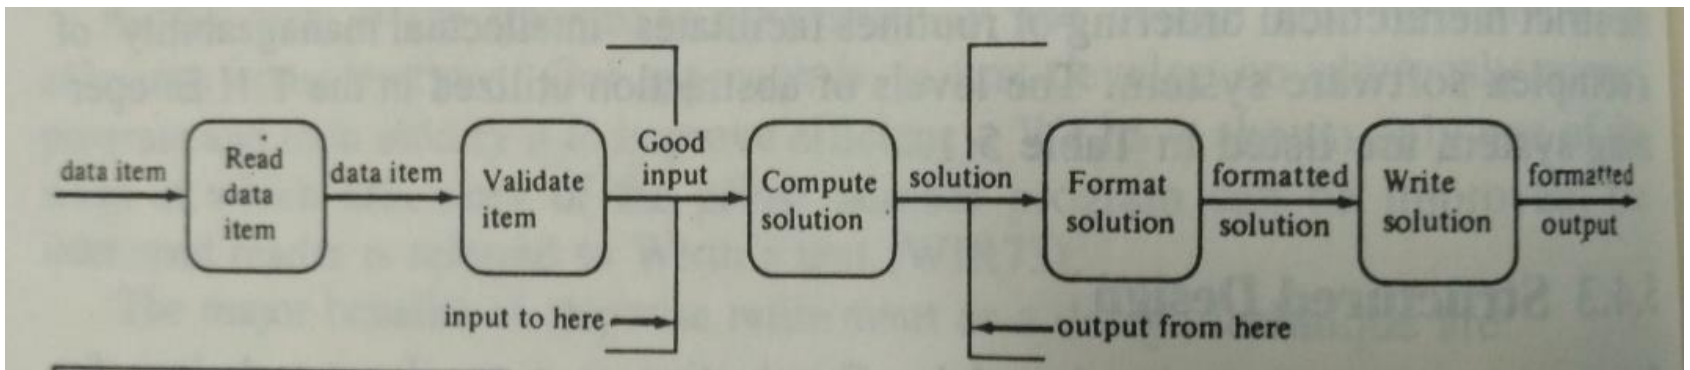 data item
Read
data
item
data item
Validate
item
Good
input
Compute
solution
solution
Format
solution
formatted
solution
Write
solution
formatted
output
input to here
output from here